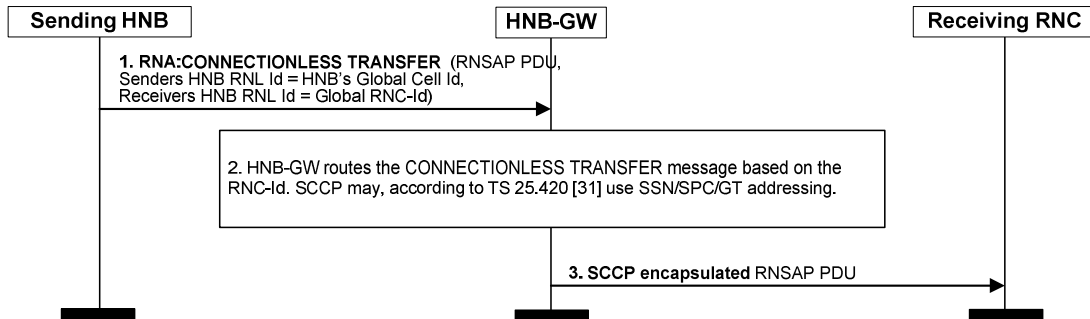 Sending HNB
HNB-GW
Receiving RNC
1. RNA:CONNECTIONLESS TRANSFER (RNSAP PDU,
Senders HNB RNL Id = HNB's Global Cell Id,
Receivers HNB RNL Id = Global RNC-Id)
2. HNB-GW routes the CONNECTIONLESS TRANSFER message based on the
RNC-Id. SCCP may, according to TS 25.420 [31] use SSN/SPC/GT addressing.
3. SCCP encapsulated RNSAP PDU